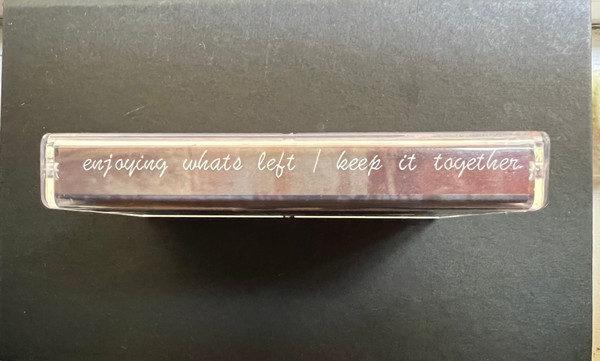 enjoying whats left / keep it together